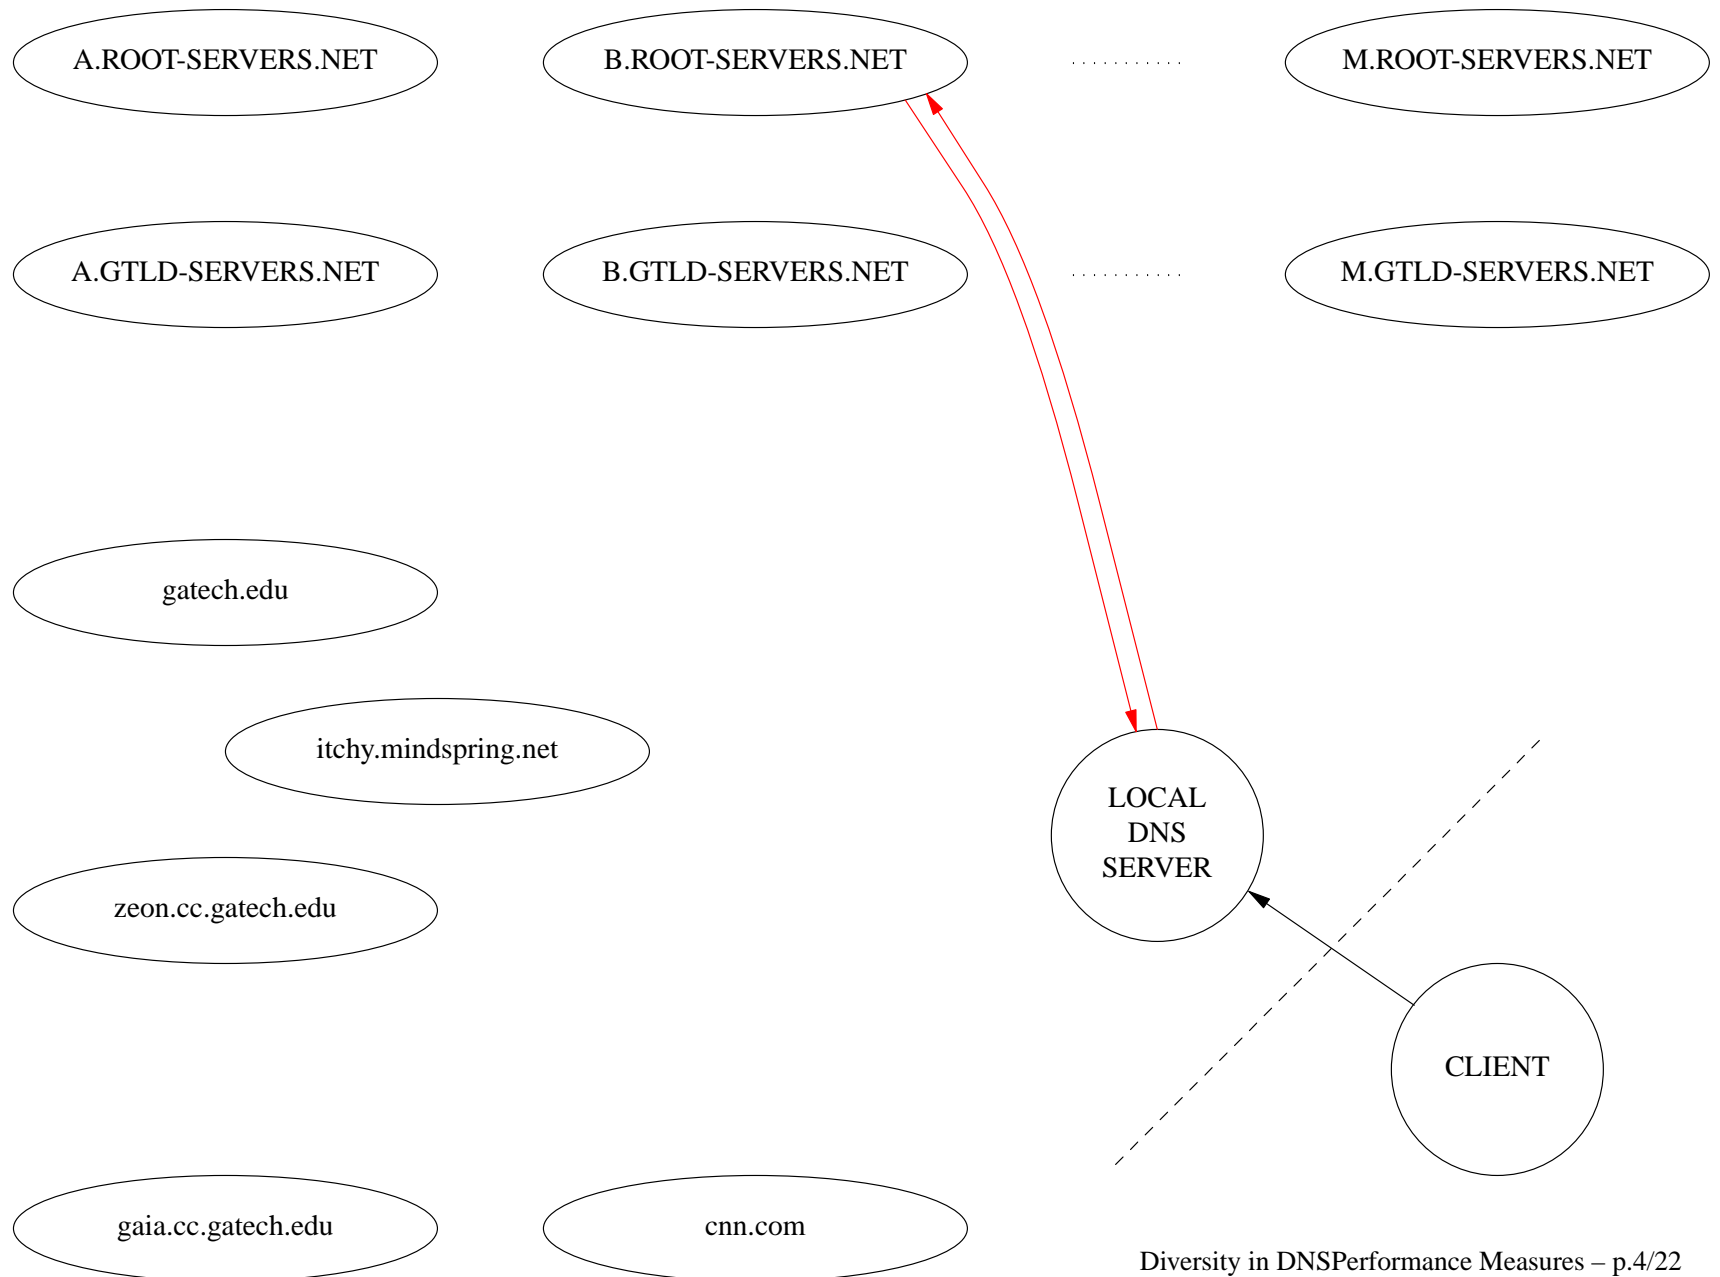 A.ROOT-SERVERS.NET
B.ROOT-SERVERS.NET
M.ROOT-SERVERS.NET
A.GTLD-SERVERS.NET
B.GTLD-SERVERS.NET
M.GTLD-SERVERS.NET
gatech.edu
itchy.mindspring.net
LOCAL
DNS
SERVER
zeon.cc.gatech.edu
CLIENT
gaia.cc.gatech.edu
cnn.com
Diversity in DNSPerformance Measures – p.4/22